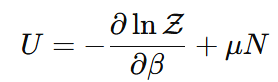 U = −∂ ln 𝒵/∂β + μN